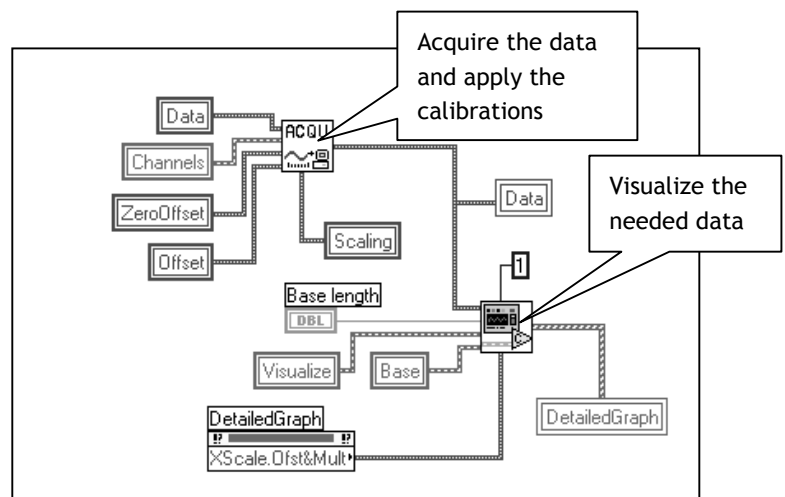 Acquire the data
and apply the
calibrations
Data
ACQU
Channels
Visualize the
needed data
Data
ZeroOffset
Scaling
Offset
1
Base length
DBL
C
Visualize
Base
DetailedGraph
DetailedGraph
!? !?
XScale.Ofst&Mult